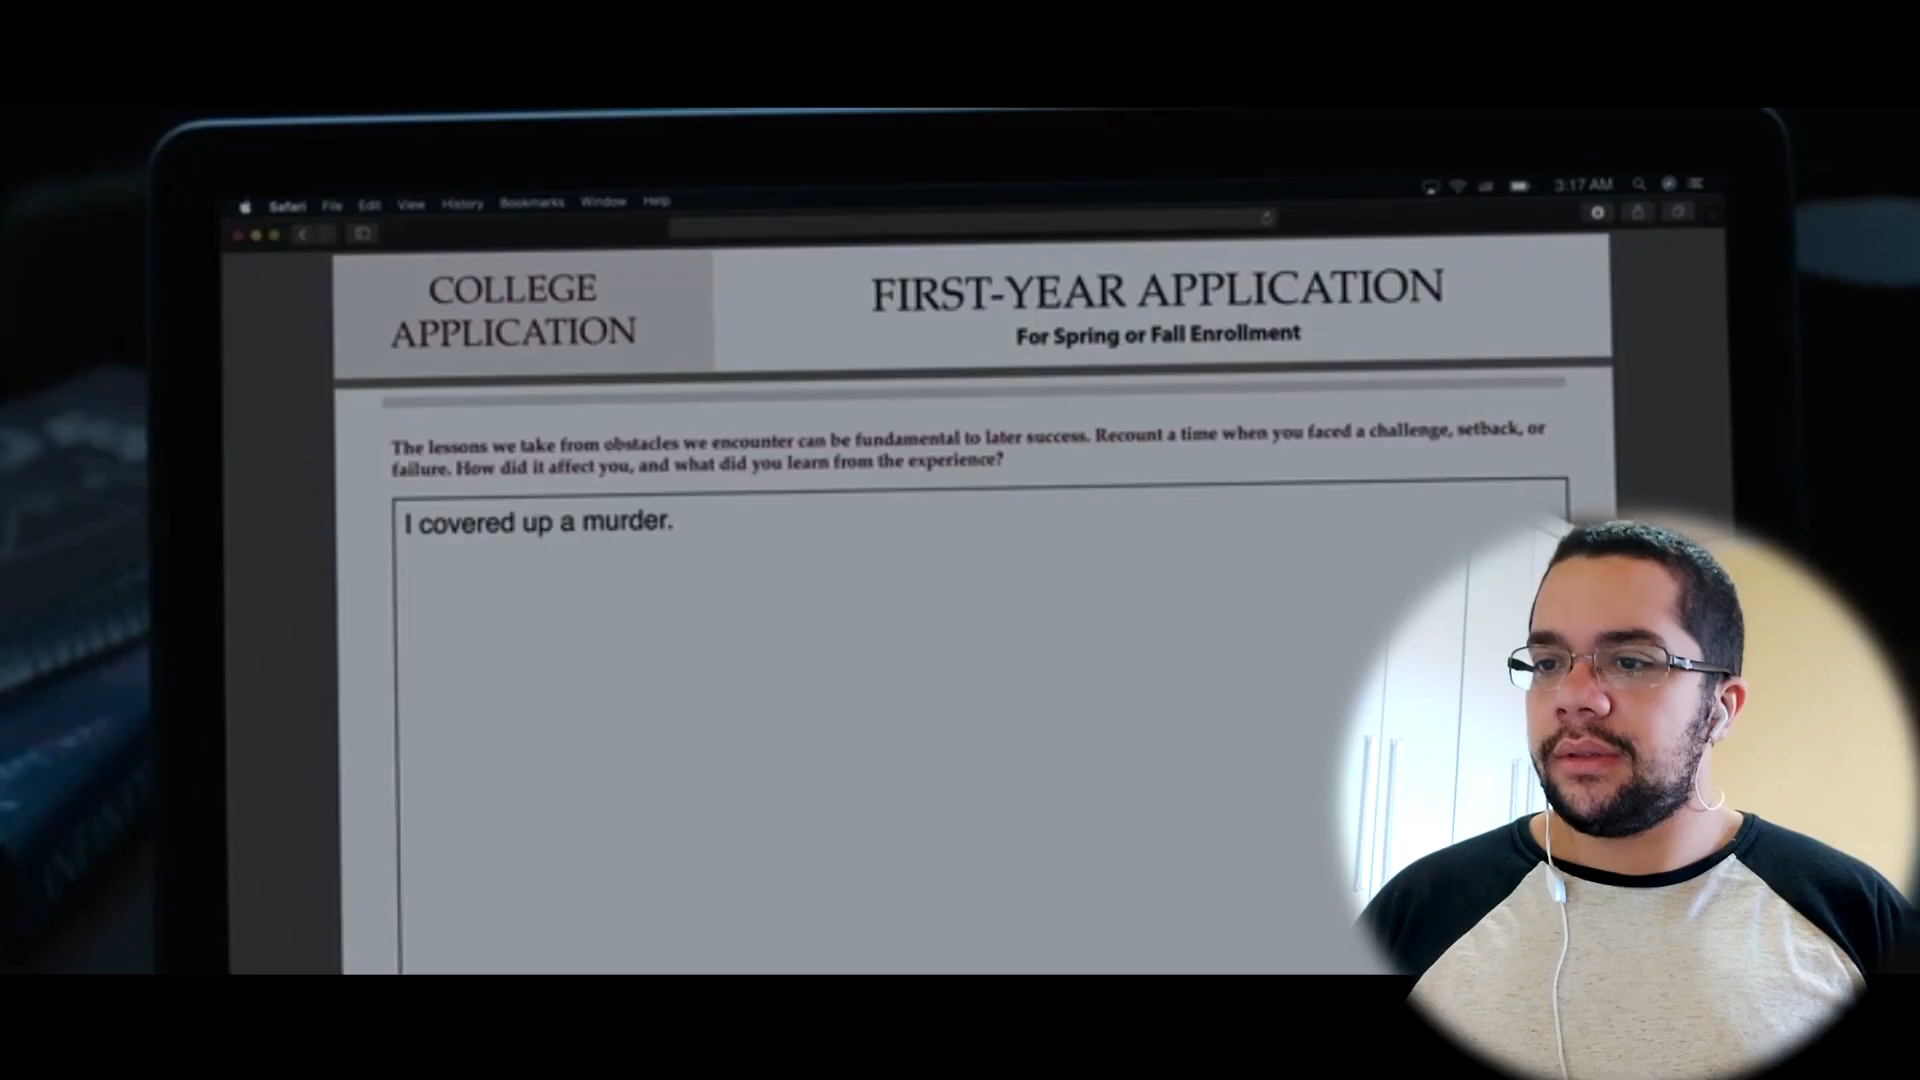 Safari File Edit View History Bookmarks Window Help
3:17 AM
COLLEGE
APPLICATION
FIRST-YEAR APPLICATION
For Spring or Fall Enrollment
The lessons we take from obstacles we encounter can be fundamental to later success. Recount a time when you faced a challenge, setback, or
failure. How did it affect you, and what did you learn from the experience?
I covered up a murder.